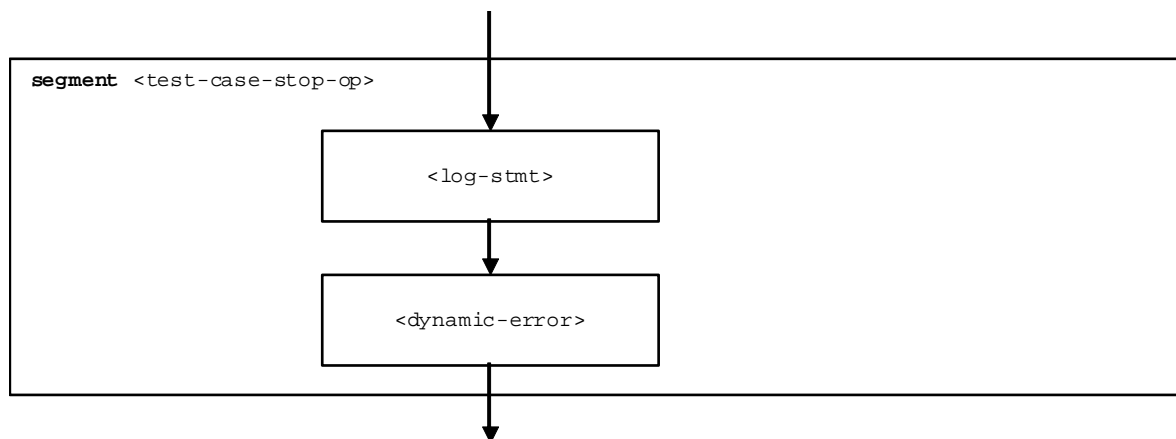 segment <test-case-stop-op>
<log-stmt>
<dynamic-error>